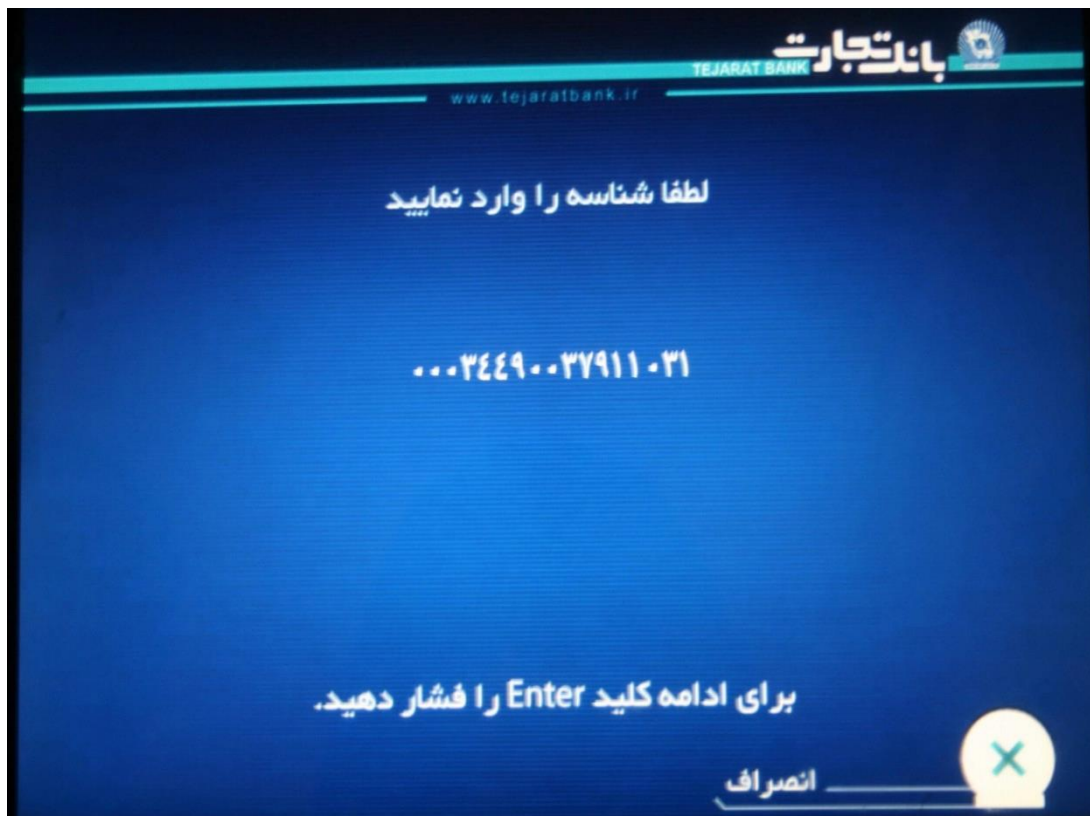 بانک تجارت
TEJARAT BANK
www.tejaratbank.ir
لطفا شناسه را وارد نمایید
۰۰۰۳٤٤۹۰۰۳۷۹۱۱۰۳۱
برای ادامه کلید Enter را فشار دهید.
انصراف